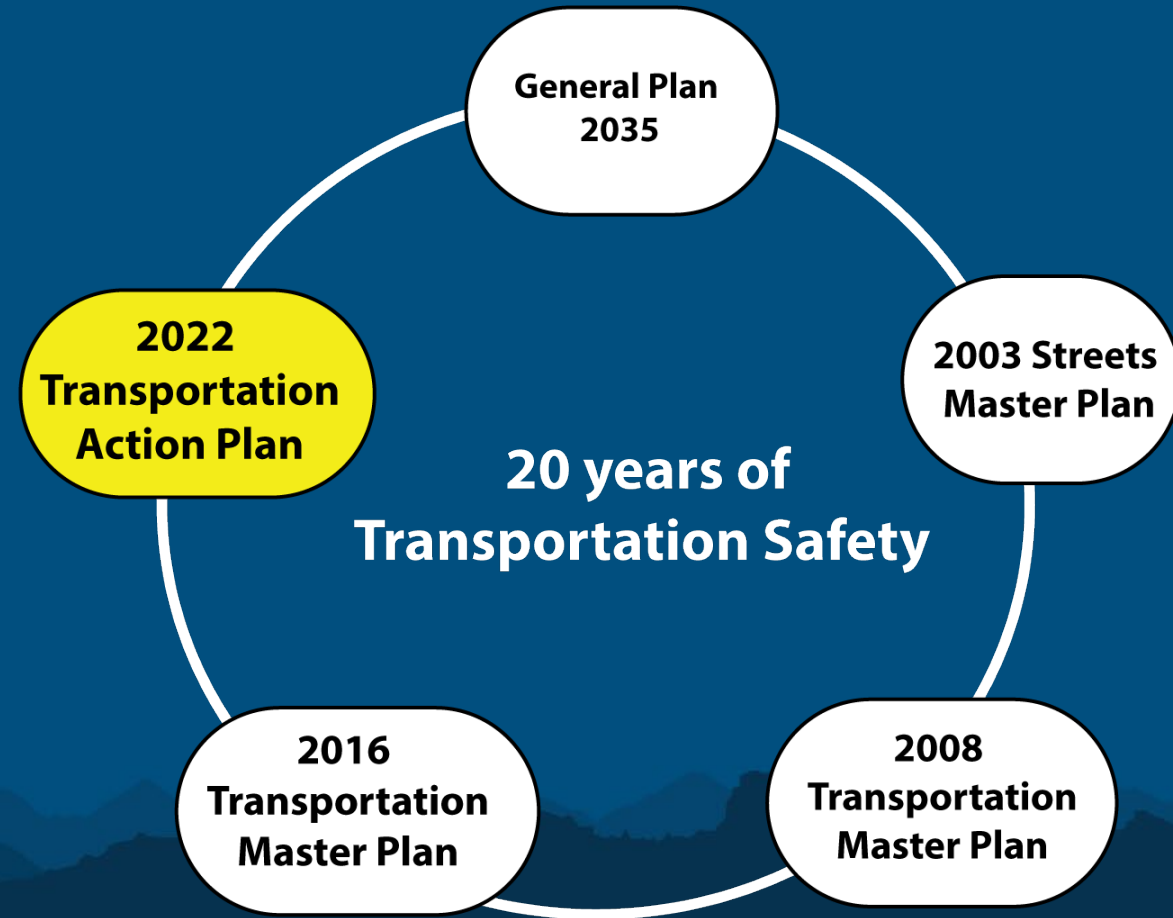 General Plan
2035
2003 Streets
Master Plan
2008
Transportation
Master Plan
2016
Transportation
Master Plan
2022
Transportation
Action Plan
20 years of
Transportation Safety